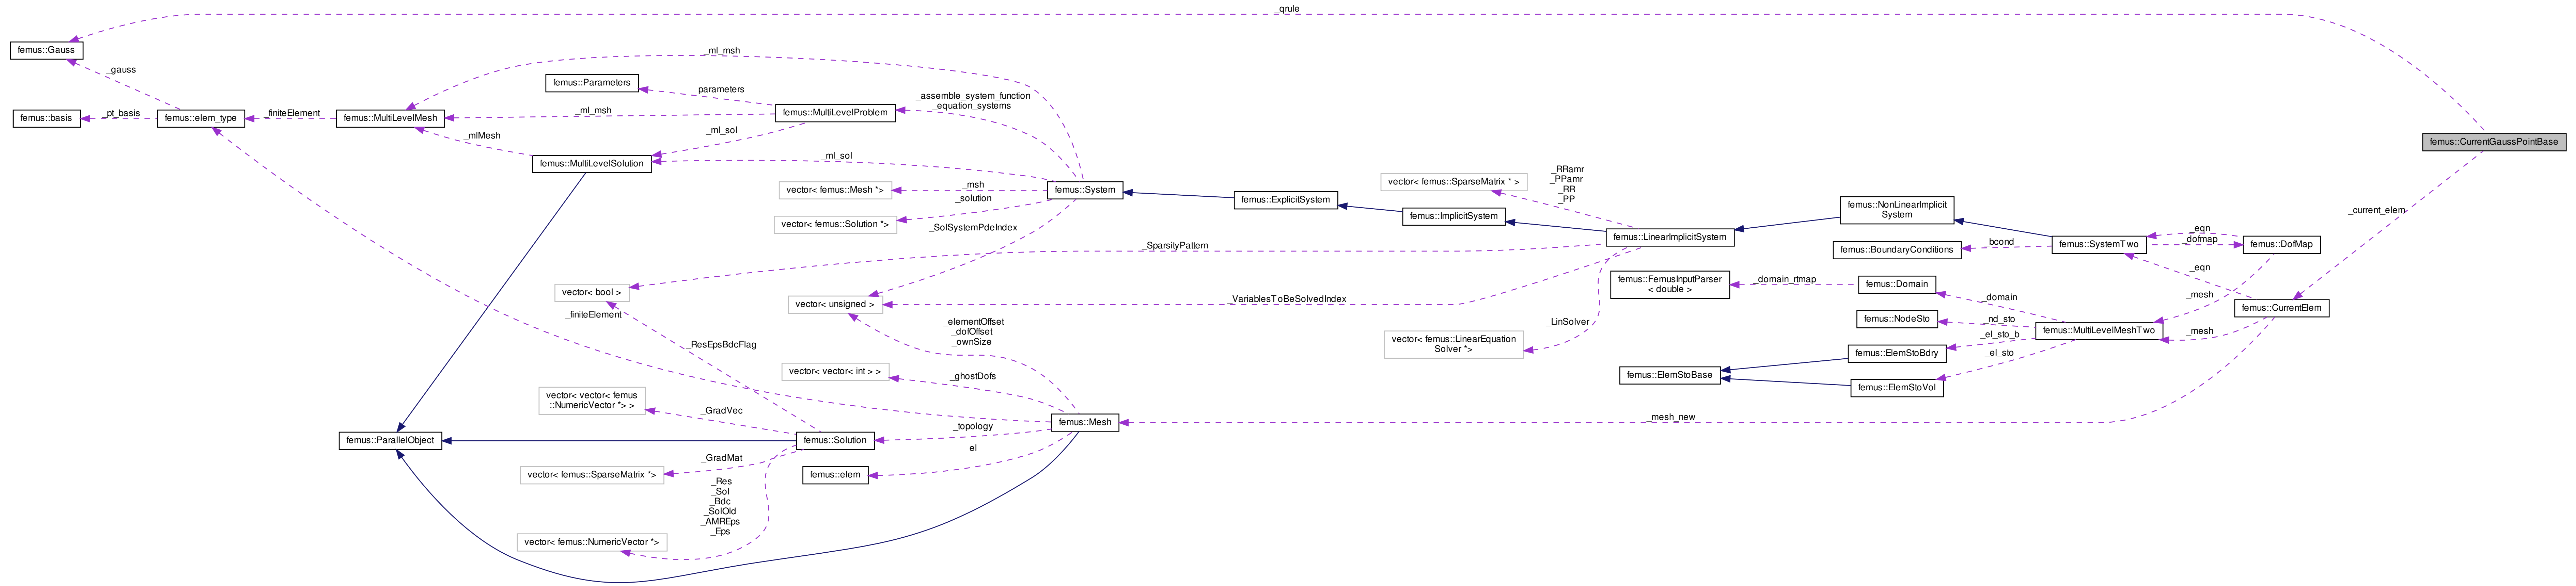 _qrule
femus::Gauss
_ml_msh
_gauss
femus::Parameters
parameters
_assemble_system_function
_equation_systems
femus::basis
_pt_basis
femus::elem_type
_finiteElement
femus::MultiLevelMesh
_ml_msh
femus::MultiLevelProblem
_mlMesh
_ml_sol
femus::CurrentGaussPointBase
femus::MultiLevelSolution
_ml_sol
vector< femus::Mesh *>
_msh
femus::System
_solution
vector< femus::Solution *>
_SolSystemPdeIndex
femus::ExplicitSystem
vector< femus::SparseMatrix * >
_RRamr
_PPamr
_RR
_PP
femus::ImplicitSystem
femus::LinearImplicitSystem
femus::NonLinearImplicit
System
_current_elem
_SparsityPattern
femus::BoundaryConditions
_bcond
femus::SystemTwo
_eqn
_dofmap
femus::DofMap
_eqn
_mesh
femus::FemusInputParser
< double >
_domain_rtmap
femus::Domain
_domain
vector< bool >
vector< unsigned >
_VariablesToBeSolvedIndex
femus::CurrentElem
_finiteElement
_elementOffset
_dofOffset
_ownSize
_LinSolver
femus::NodeSto
_nd_sto
femus::MultiLevelMeshTwo
_mesh
_ResEpsBdcFlag
vector< femus::LinearEquation
Solver *>
_el_sto_b
femus::ElemStoBdry
_el_sto
vector< vector< int > >
_ghostDofs
femus::ElemStoBase
femus::ElemStoVol
vector< vector< femus
::NumericVector *> >
_GradVec
_topology
femus::Mesh
_mesh_new
femus::ParallelObject
femus::Solution
el
_GradMat
vector< femus::SparseMatrix *>
femus::elem
_Res
_Sol
_Bdc
_SolOld
_AMREps
_Eps
vector< femus::NumericVector *>